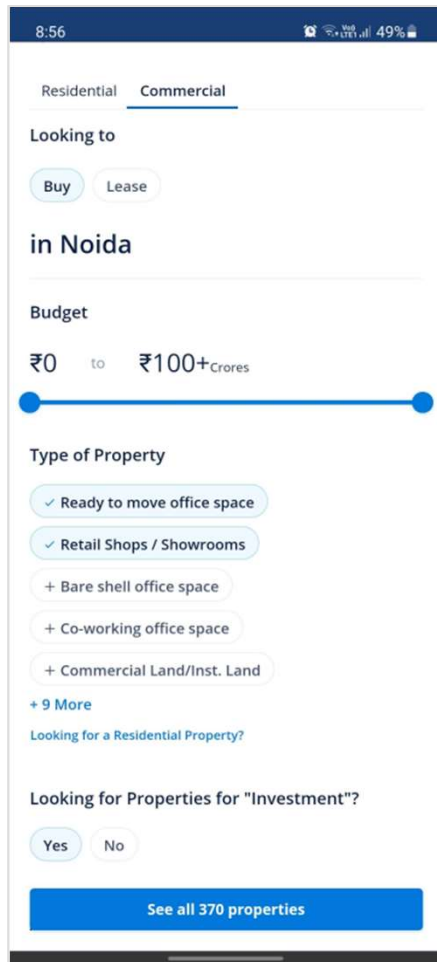 8:56 49%
Residential Commercial
Looking to
Buy Lease
in Noida
Budget
₹0 to ₹100+Crores
Type of Property
✓ Ready to move office space
✓ Retail Shops / Showrooms
+ Bare shell office space
+ Co-working office space
+ Commercial Land/Inst. Land
+ 9 More
Looking for a Residential Property?
Looking for Properties for "Investment"?
Yes No
See all 370 properties